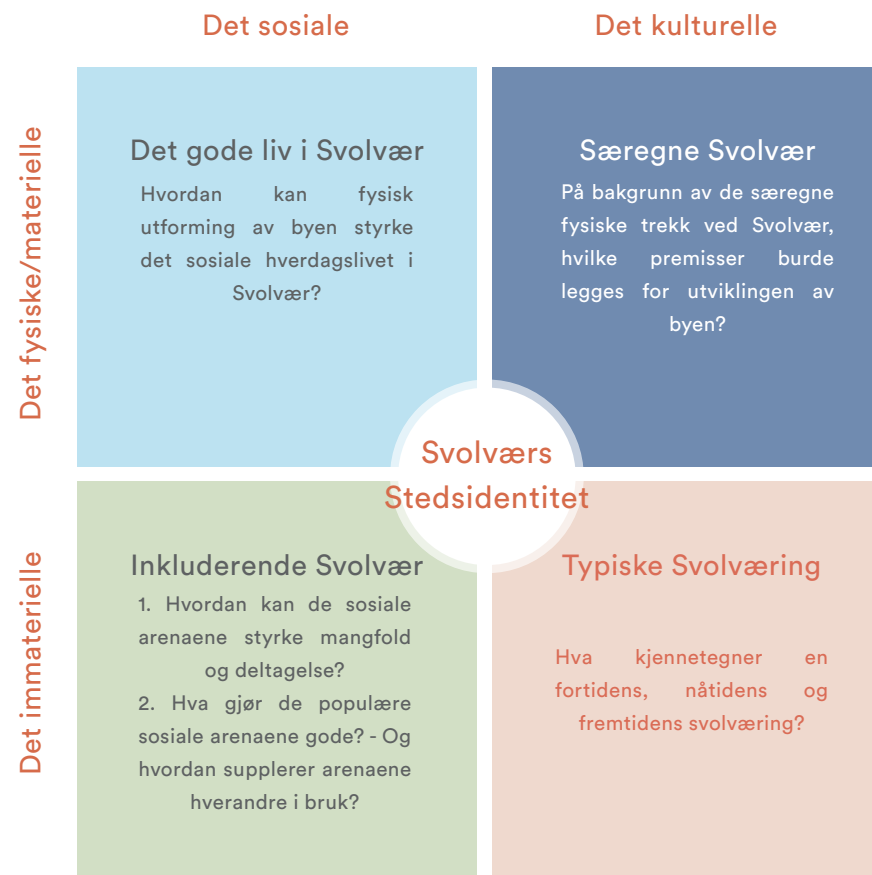 Det sosiale
Det kulturelle
Det fysiske/materielle
Det gode liv i Svolvær
Hvordan kan fysisk
utforming av byen styrke
det sosiale hverdagslivet i
Svolvær?
Særegne Svolvær
På bakgrunn av de særegne
fysiske trekk ved Svolvær,
hvilke premisser burde
legges for utviklingen av
byen?
Svolværs
Stedsidentitet
Det immaterielle
Inkluderende Svolvær
1. Hvordan kan de sosiale
arenaene styrke mangfold
og deltagelse?
2. Hva gjør de populære
sosiale arenaene gode? - Og
hvordan supplerer arenaene
hverandre i bruk?
Typiske Svolværing
Hva kjennetegner en
fortidens, nåtidens og
fremtidens svolværing?